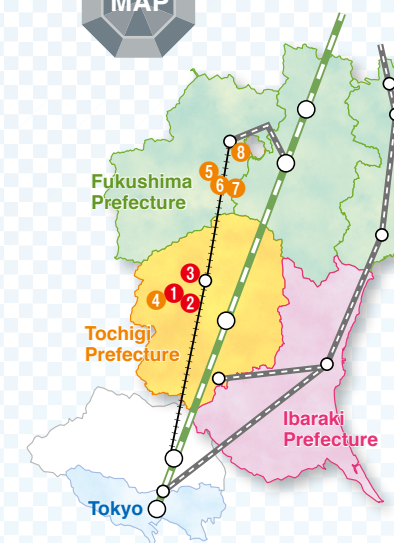 MAP
8
5
6
7
Fukushima
Prefecture
3
1
4
2
Tochigi
Prefecture
Ibaraki
Prefecture
Tokyo